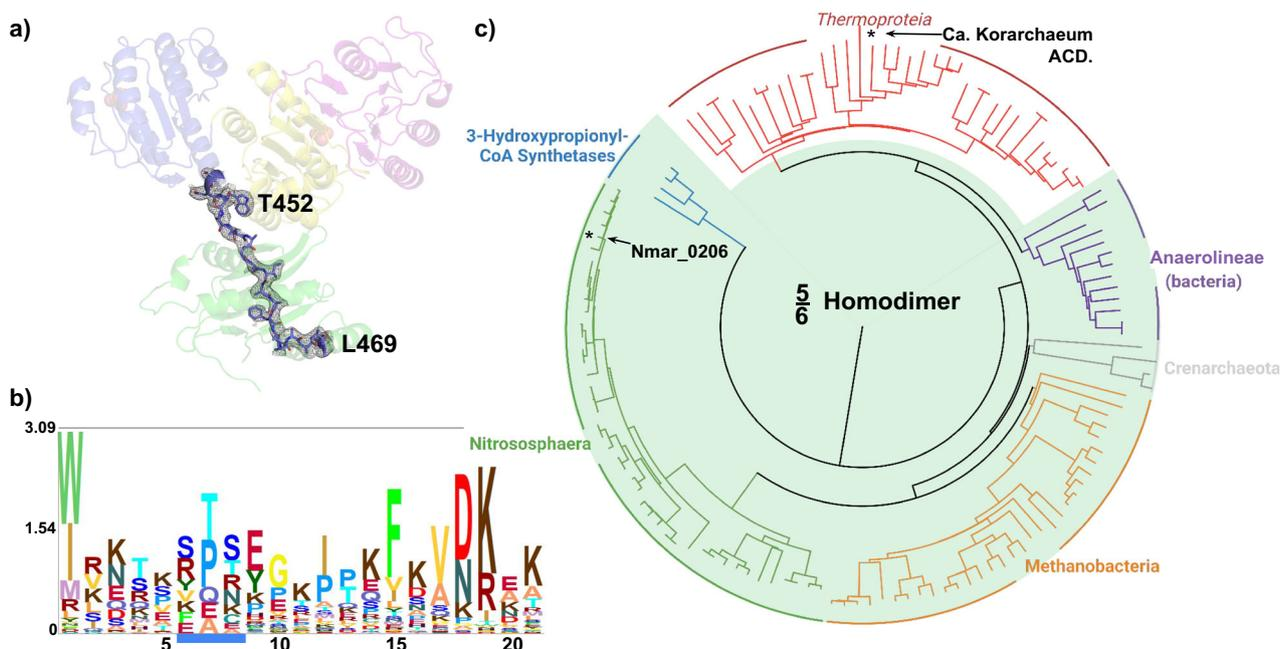 a)
T452
L469
b)
3.09
1.54
0
5
10
15
20
c)
Thermoproteia
*
Ca. Korarchaeum
ACD.
3-Hydroxypropionyl-
CoA Synthetases
*
Nmar_0206
5
6
Homodimer
Anaerolineae
(bacteria)
Crenarchaeota
Nitrososphaera
Methanobacteria